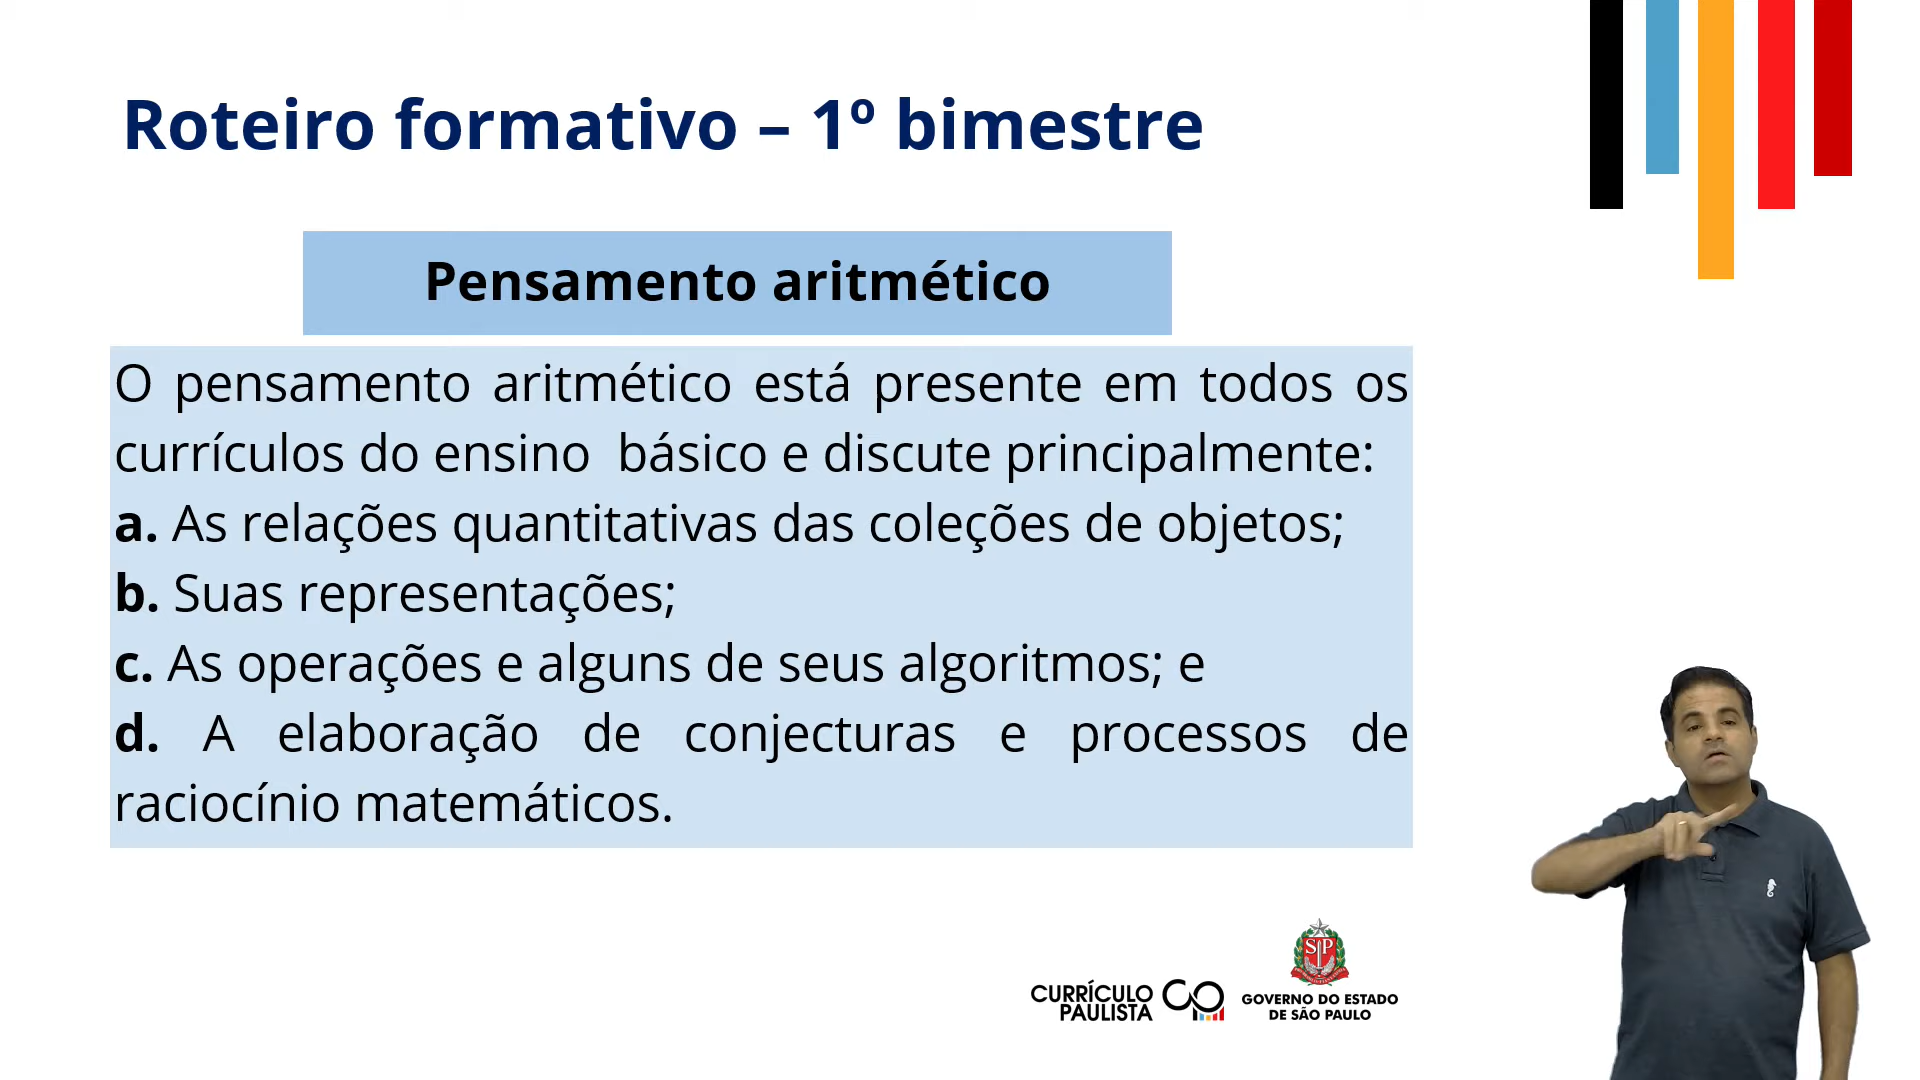 Roteiro formativo – 1º bimestre
Pensamento aritmético
O pensamento aritmético está presente em todos os
currículos do ensino  básico e discute principalmente:
a. As relações quantitativas das coleções de objetos;
b. Suas representações;
c. As operações e alguns de seus algoritmos; e
d. A elaboração de conjecturas e processos de
raciocínio matemáticos.
SP
CURRÍCULO
PAULISTA
GOVERNO DO ESTADO
DE SÃO PAULO